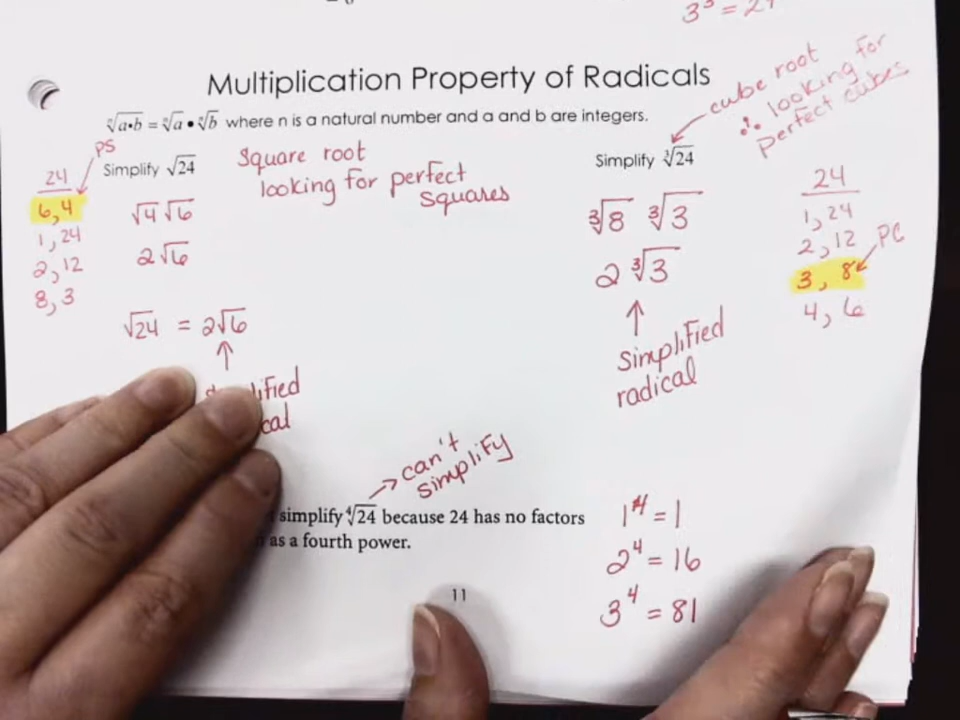 3³ = 27
Multiplication Property of Radicals
ⁿ√a•b = ⁿ√a • ⁿ√b where n is a natural number and a and b are integers.
cube root
∴ looking for
perfect cubes
PS
24
6, 4
1, 24
2, 12
8, 3
Simplify √24
√4 √6
2√6
√24 = 2√6
Square root
looking for perfect
squares
Simplify ³√24
³√8 ³√3
2 ³√3
Simplified
radical
24
1, 24
2, 12
PC
3, 8
4, 6
can't
simplify
simplify ⁴√24 because 24 has no factors
as a fourth power.
1⁴ = 1
2⁴ = 16
3⁴ = 81
11